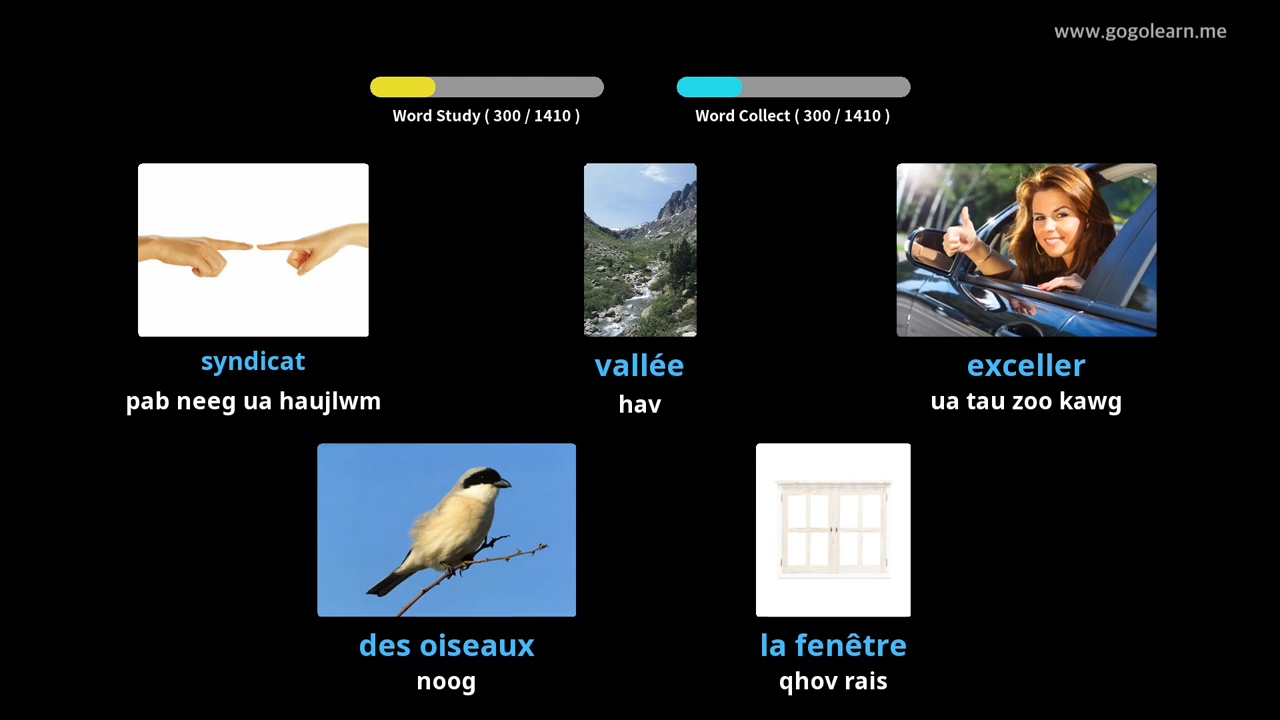 www.gogolearn.me
Word Study ( 300 / 1410 )
Word Collect ( 300 / 1410 )
syndicat
pab neeg ua haujlwm
vallée
hav
exceller
ua tau zoo kawg
des oiseaux
noog
la fenêtre
qhov rais